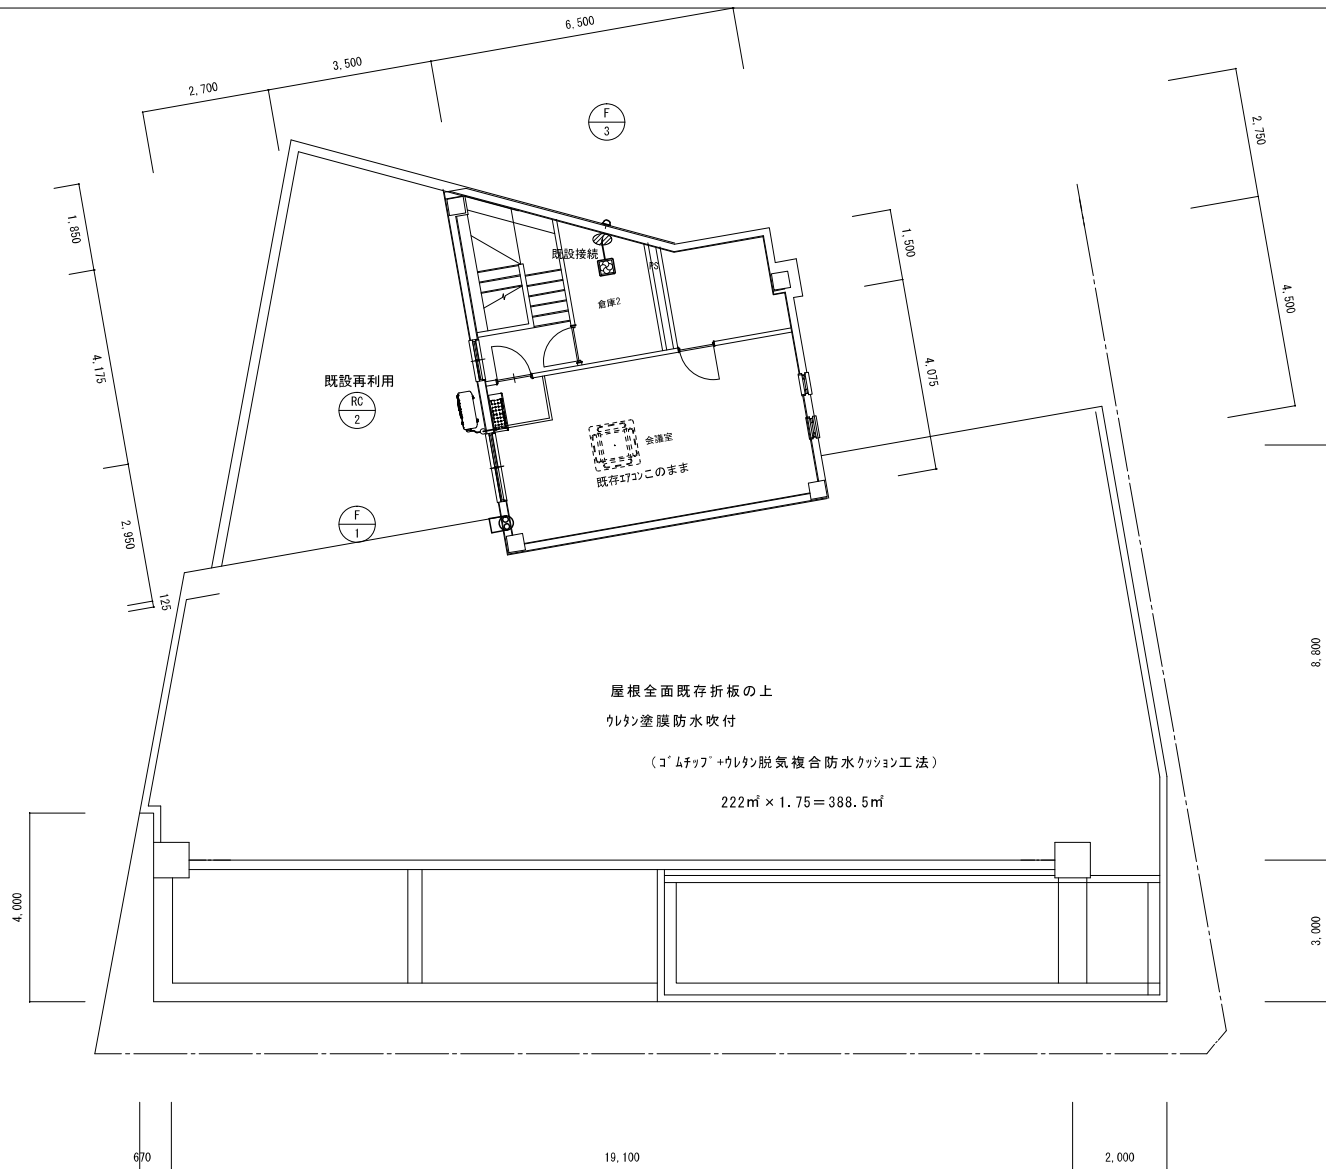 6,500
3,500
2,700
F
3
2,750
1,850
1,500
既設接続
PS
4,500
倉庫2
4,175
4,075
既設再利用
RC
2
会議室
既存ｴｱｺﾝこのまま
F
1
2,950
125
8,800
屋根全面既存折板の上
ｳﾚﾀﾝ塗膜防水吹付
（ｺﾞﾑﾁｯﾌﾟ+ｳﾚﾀﾝ脱気複合防水ｸｯｼｮﾝ工法）
222㎡×1.75＝388.5㎡
4,000
3,000
670
19,100
2,000